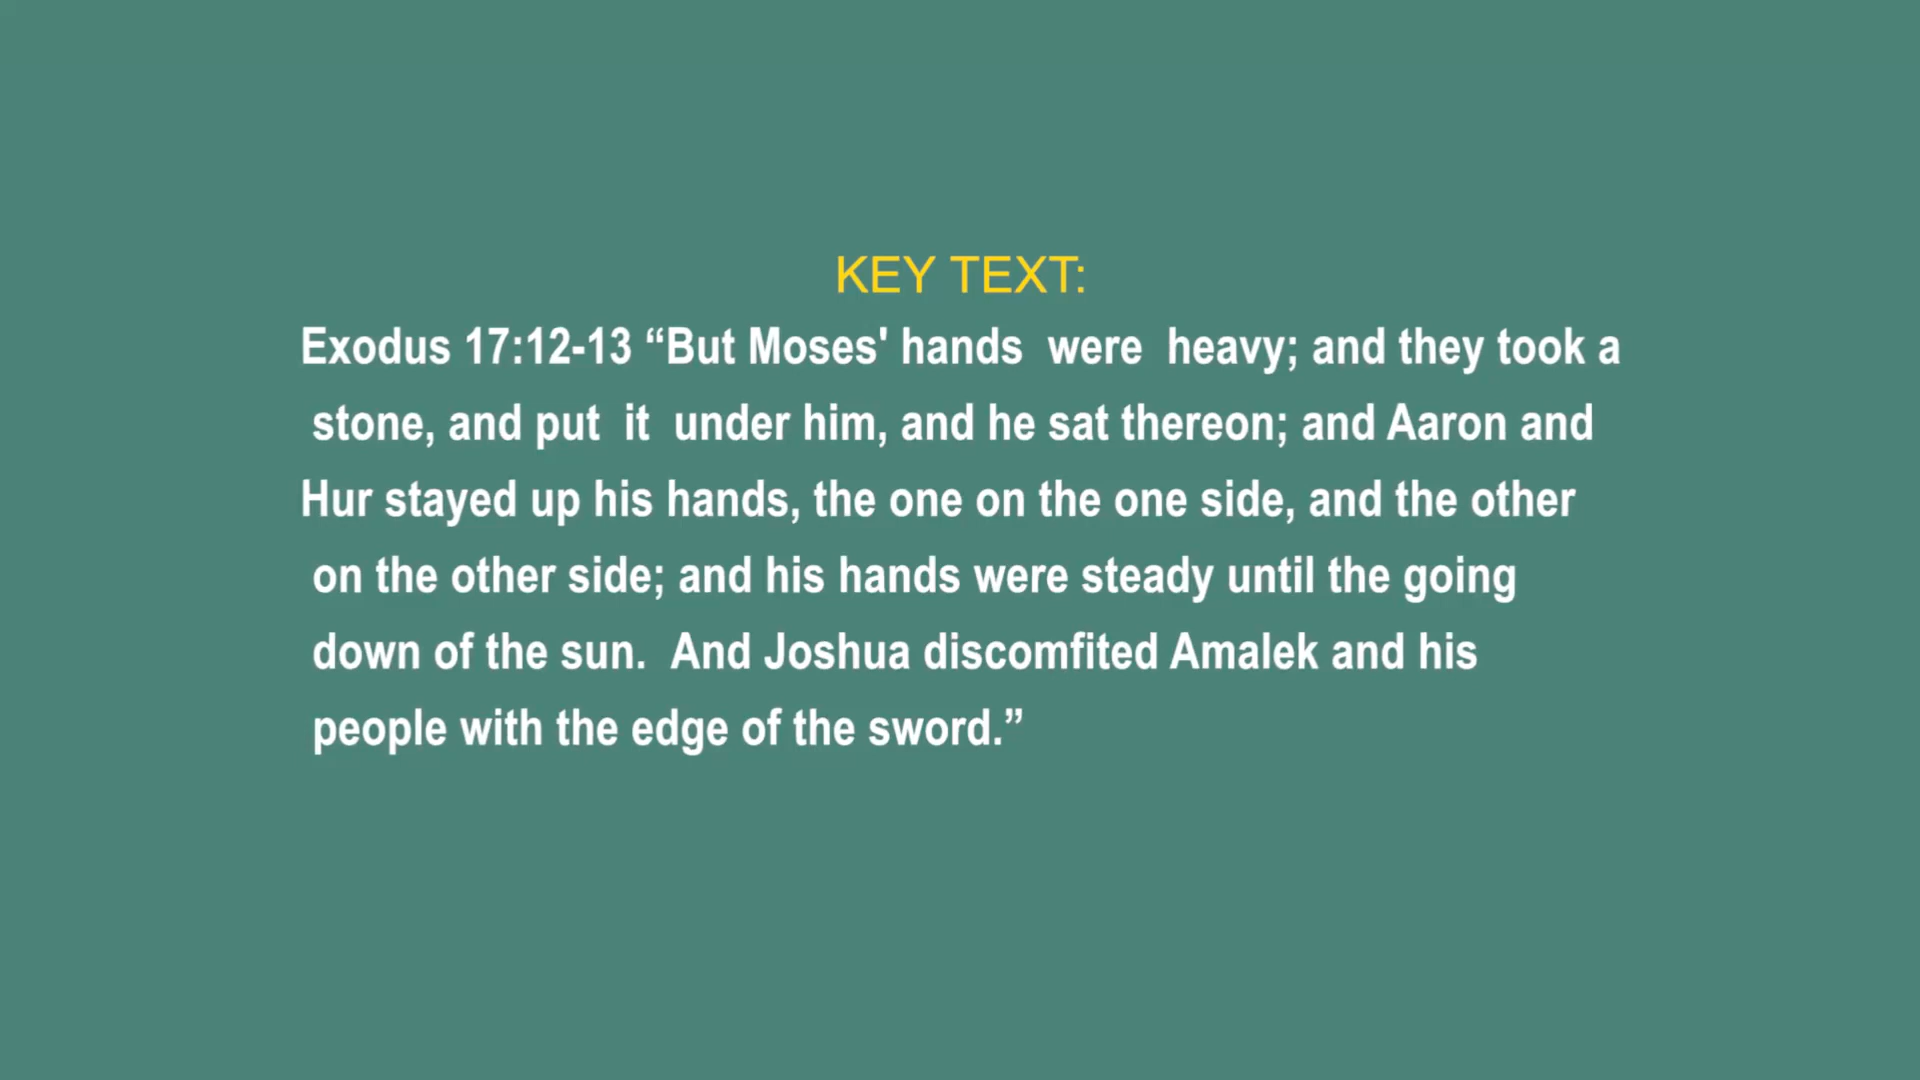 KEY TEXT:
Exodus 17:12-13 “But Moses' hands  were  heavy; and they took a
stone, and put  it  under him, and he sat thereon; and Aaron and
Hur stayed up his hands, the one on the one side, and the other
on the other side; and his hands were steady until the going
down of the sun.  And Joshua discomfited Amalek and his
people with the edge of the sword.”